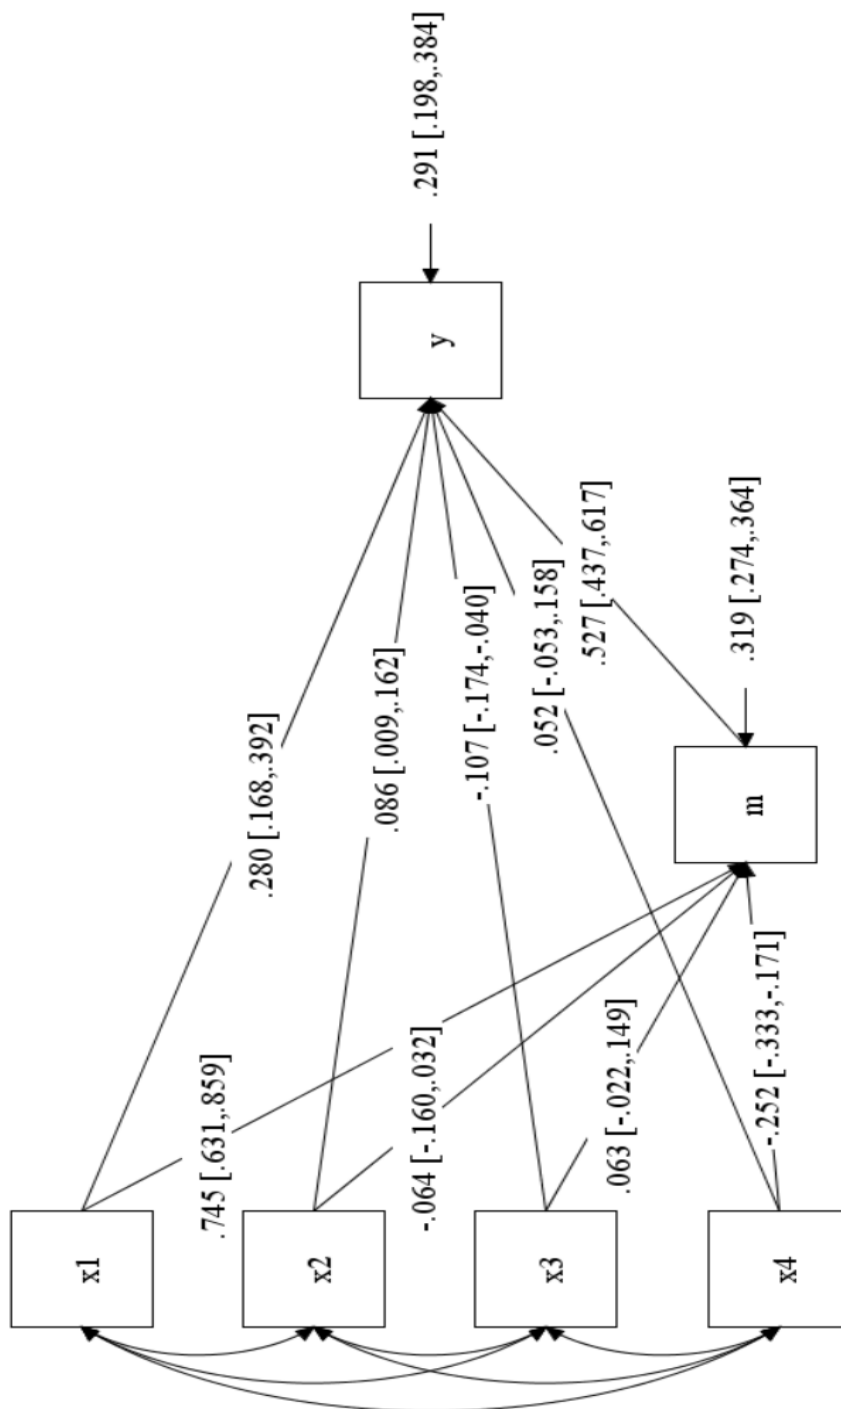 x1
x2
x3
x4
.745 [.631,.859]
-.064 [-.160,.032]
.063 [-.022,.149]
-.252 [-.333,-.171]
.280 [.168,.392]
.086 [.009,.162]
-.107 [-.174,-.040]
.052 [-.053,.158]
.527 [.437,.617]
m
.319 [.274,.364]
y
.291 [.198,.384]